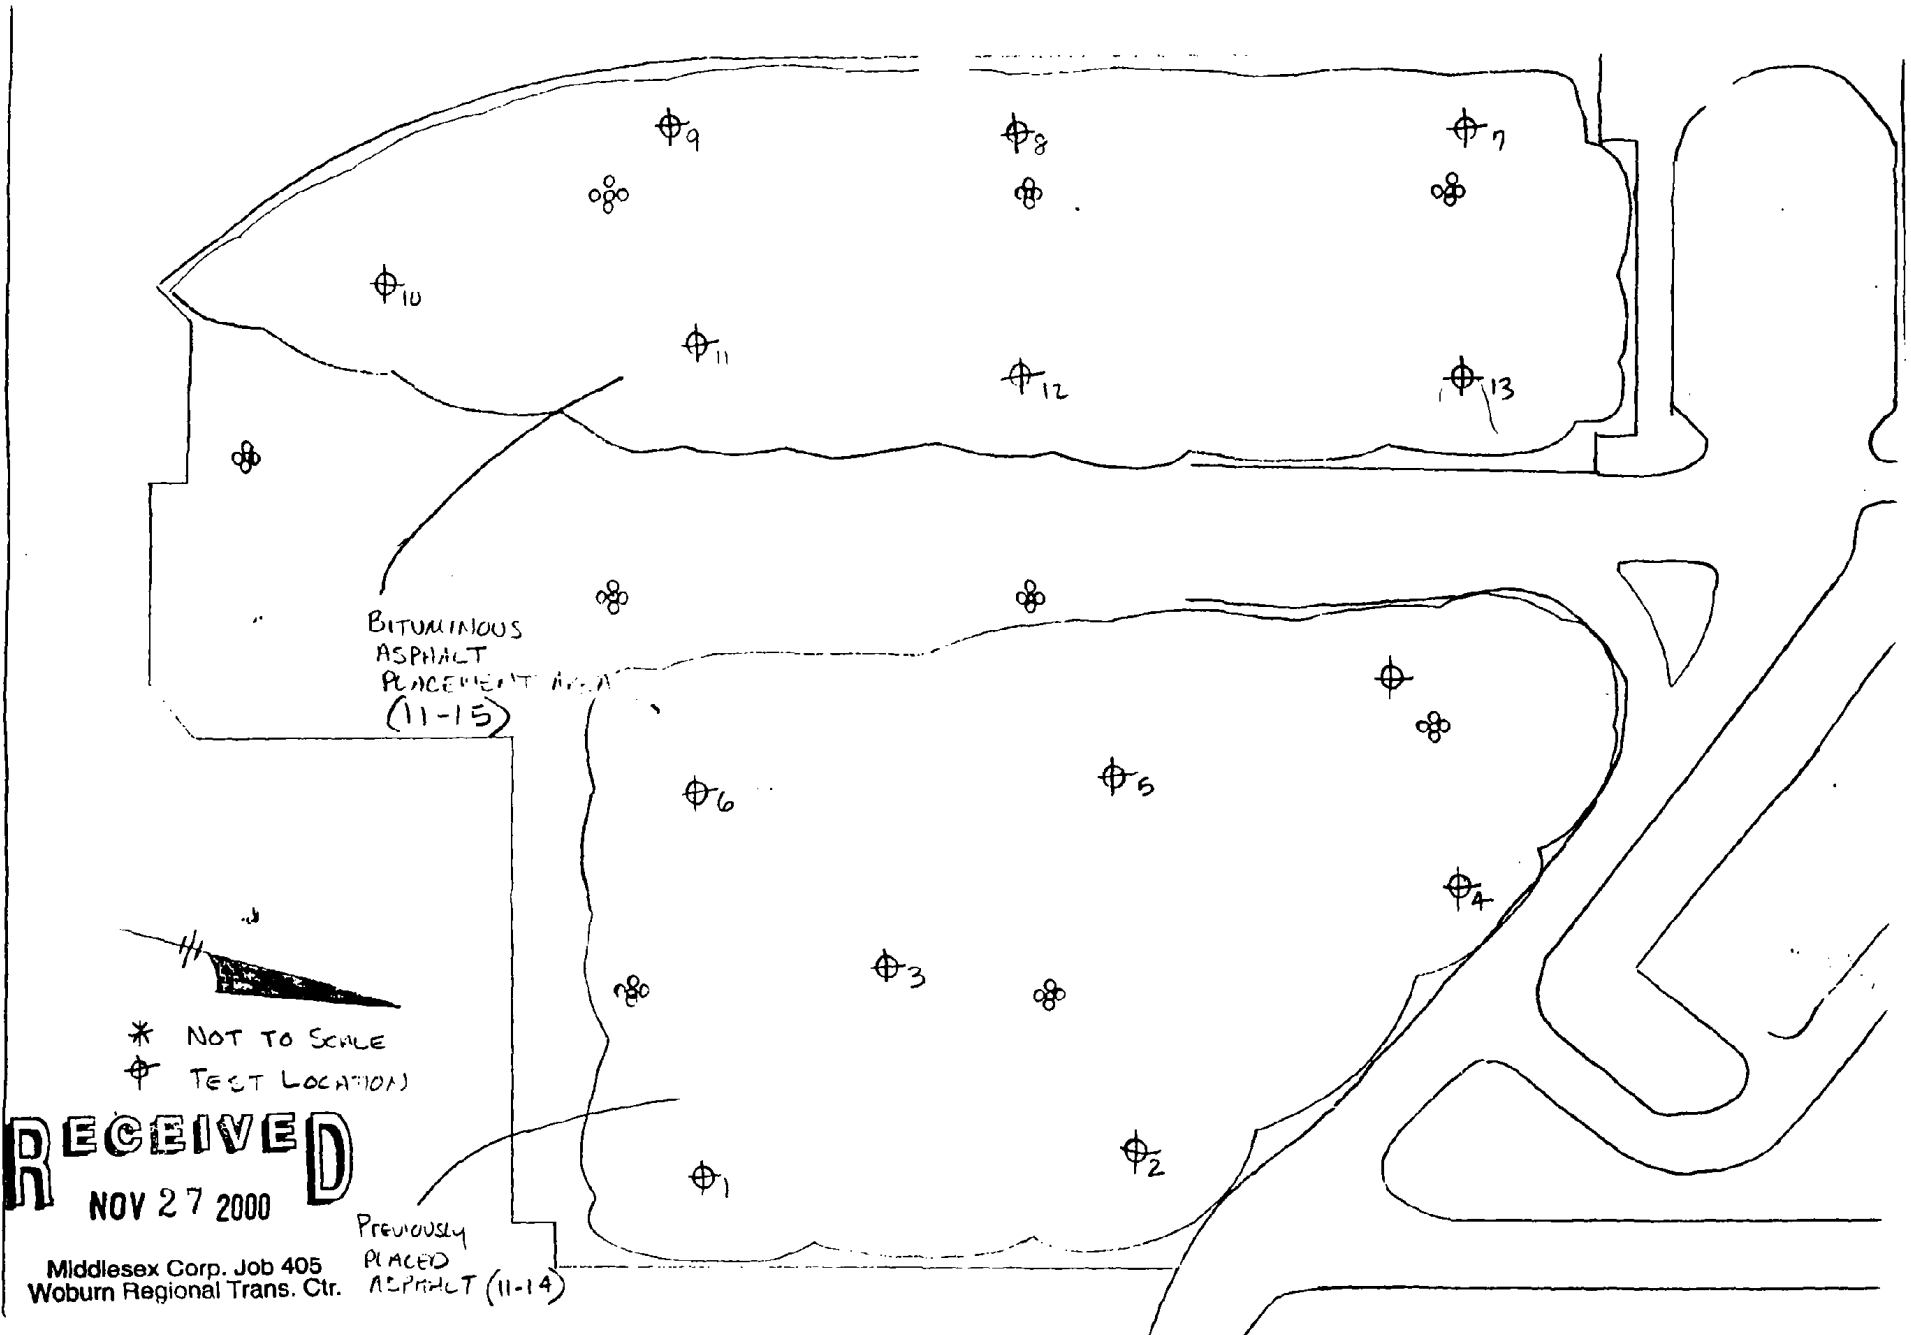 9
8
7
10
11
12
13
BITUMINOUS
ASPHALT
PLACEMENT AREA
(11-15)
6
5
4
3
2
1
* NOT TO SCALE
TEST LOCATION
RECEIVED
NOV 27 2000
Middlesex Corp. Job 405
Woburn Regional Trans. Ctr.
PREVIOUSLY
PLACED
ASPHALT (11-14)